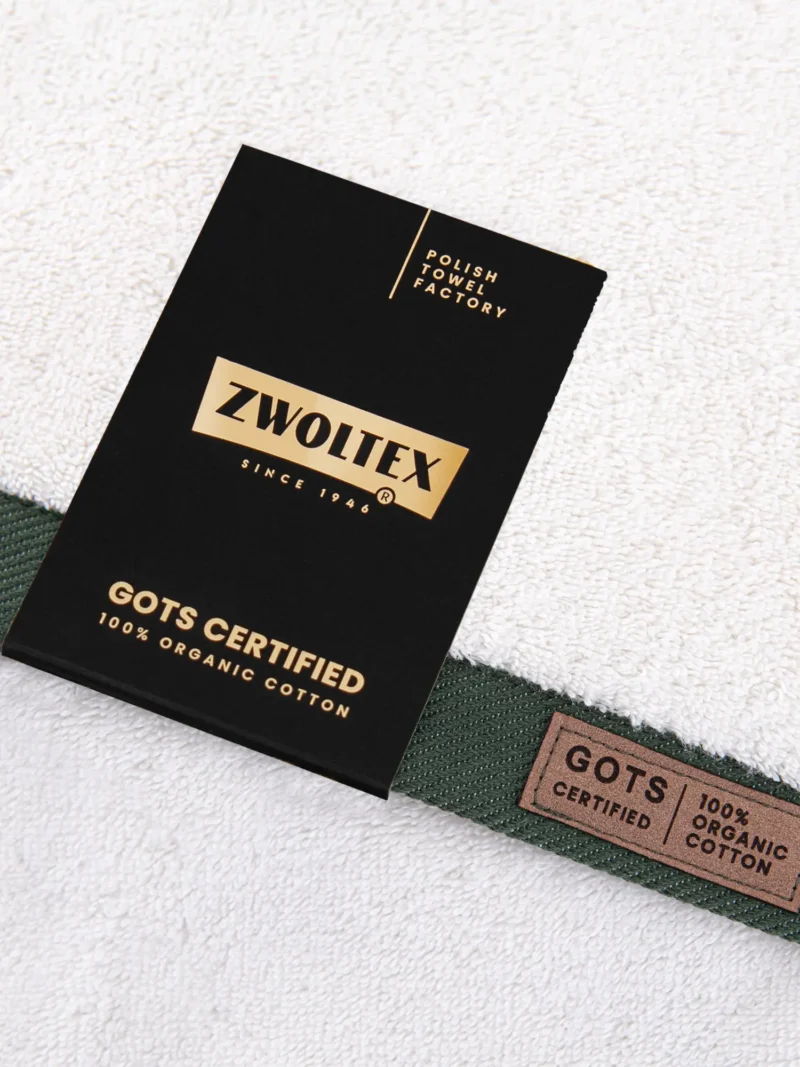 POLISH
TOWEL
FACTORY
ZWOLTEX
SINCE 1946 ®
GOTS CERTIFIED
100% ORGANIC COTTON
GOTS
CERTIFIED
100%
ORGANIC
COTTON